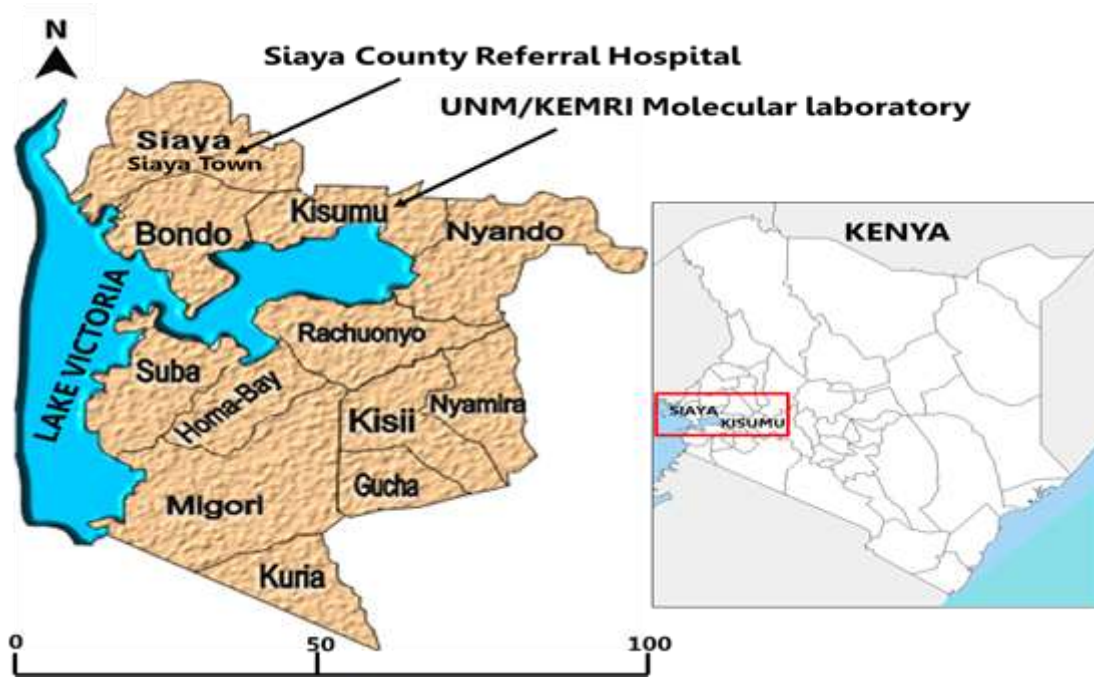 N
Siaya County Referral Hospital
UNM/KEMRI Molecular laboratory
Siaya
Siaya Town
Kisumu
Bondo
Nyando
KENYA
LAKE VICTORIA
Rachuonyo
Suba
Homa-Bay
Nyamira
Kisii
SIAYA
KISUMU
Gucha
Migori
Kuria
0
50
100